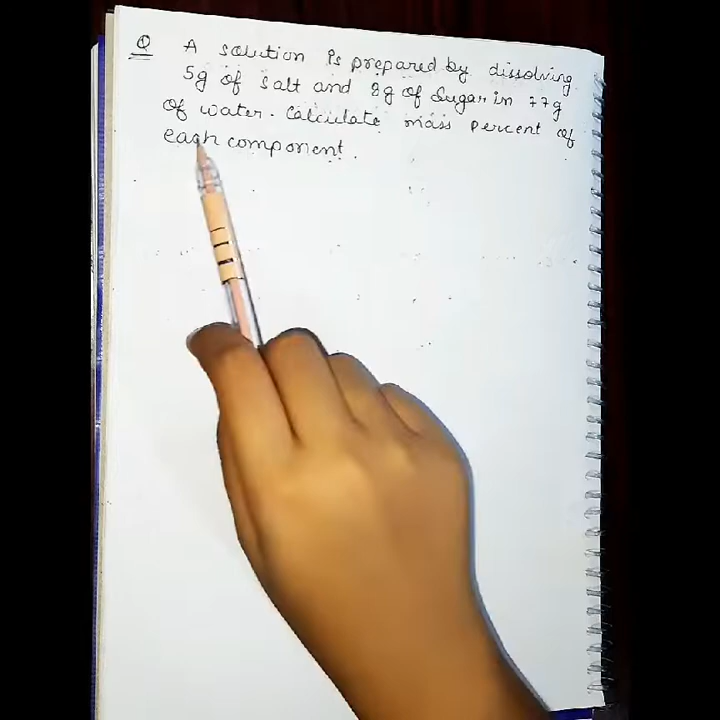 Q A solution is prepared by dissolving
5g of salt and 8g of sugar in 77g
of water. Calculate mass percent of
each component.